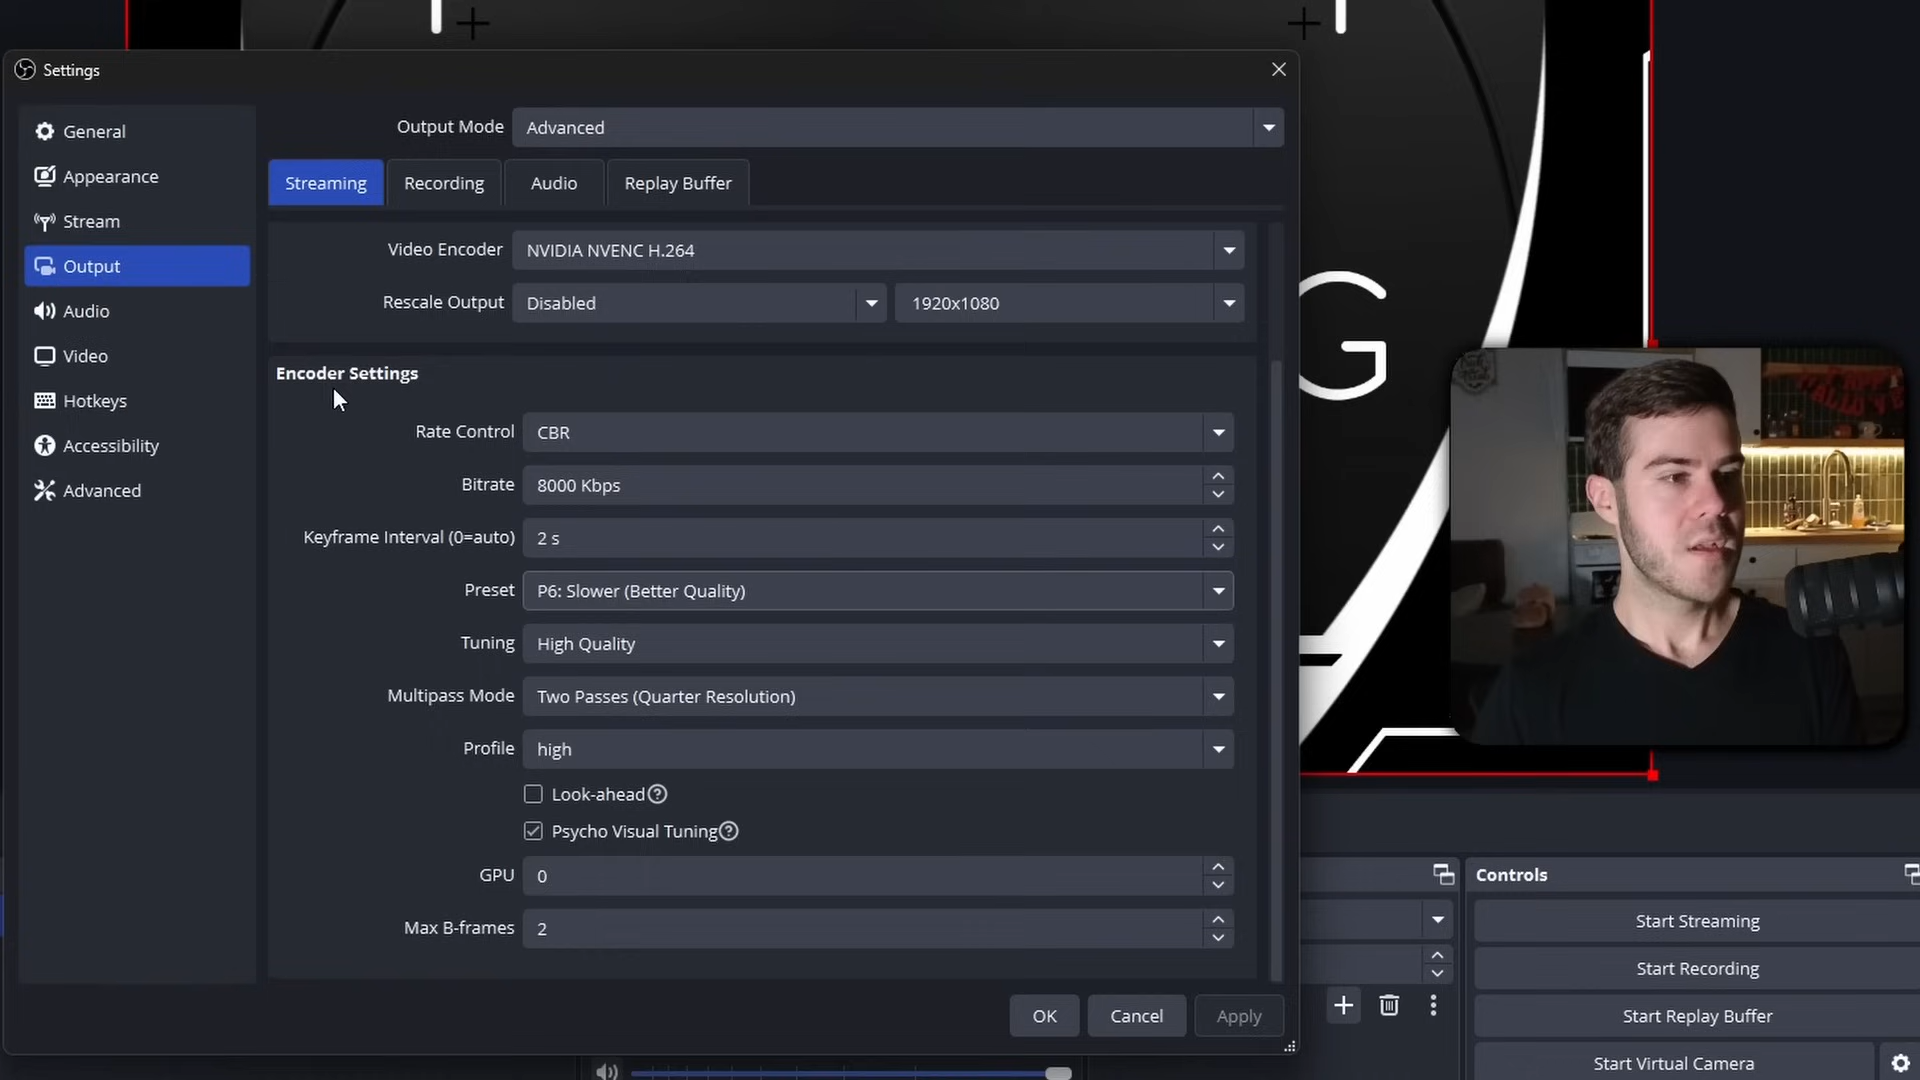 Settings
General
Appearance
Stream
Output
Audio
Video
Hotkeys
Accessibility
Advanced
Output Mode Advanced
Streaming Recording Audio Replay Buffer
Video Encoder NVIDIA NVENC H.264
Rescale Output Disabled 1920x1080
Encoder Settings
Rate Control CBR
Bitrate 8000 Kbps
Keyframe Interval (0=auto) 2 s
Preset P6: Slower (Better Quality)
Tuning High Quality
Multipass Mode Two Passes (Quarter Resolution)
Profile high
Look-ahead
Psycho Visual Tuning
GPU 0
Max B-frames 2
OK Cancel Apply
G
Controls
Start Streaming
Start Recording
Start Replay Buffer
Start Virtual Camera